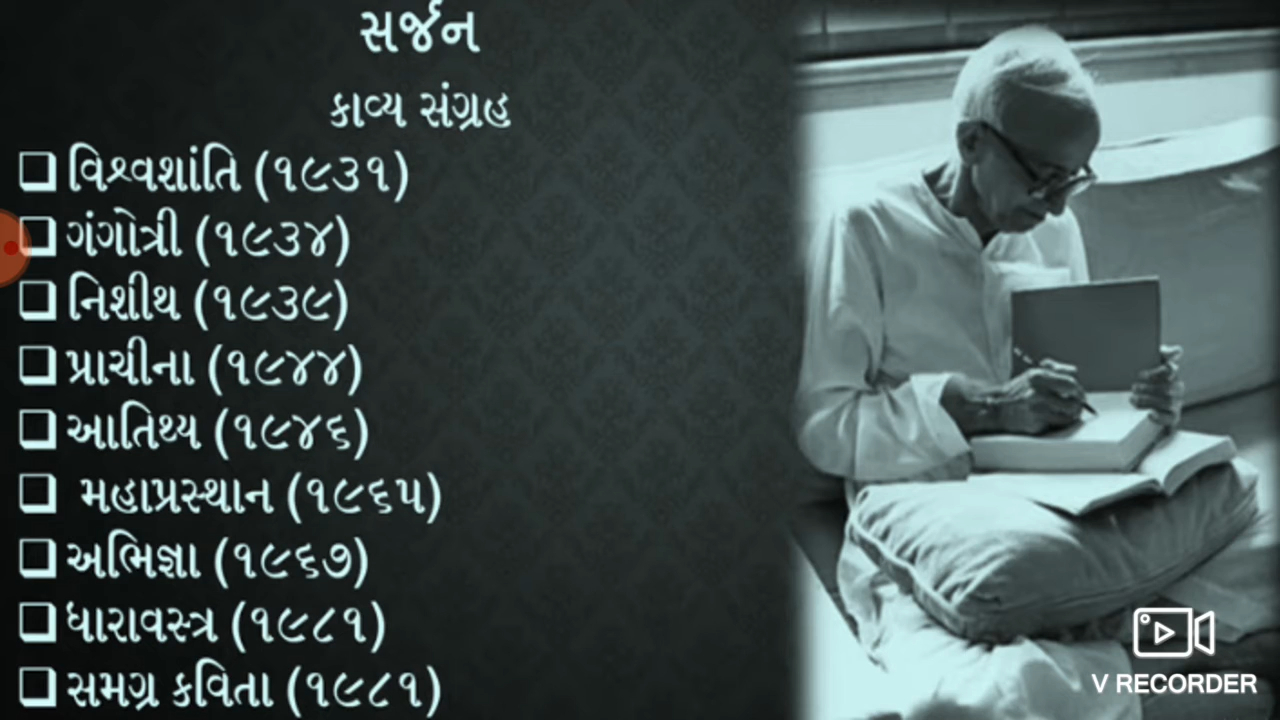 સર્જન
કાવ્ય સંગ્રહ
વિશ્વશાંતિ (૧૯૩૧)
ગંગોત્રી (૧૯૩૪)
નિશીથ (૧૯૩૯)
પ્રાચીના (૧૯૪૪)
આતિથ્ય (૧૯૪૬)
મહાપ્રસ્થાન (૧૯૬૫)
અભિજ્ઞા (૧૯૬૭)
ધારાવસ્ત્ર (૧૯૮૧)
સમગ્ર કવિતા (૧૯૮૧)
V RECORDER